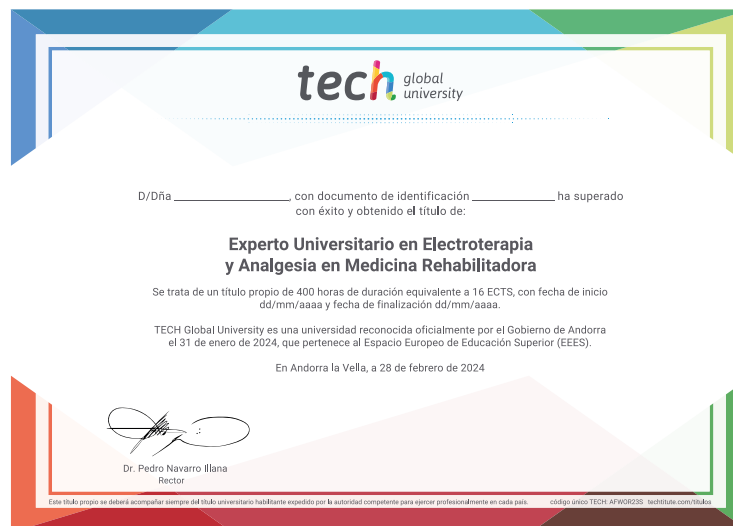 tech global university
D/Dña ____________________, con documento de identificación ______________ ha superado
con éxito y obtenido el título de:
Experto Universitario en Electroterapia
y Analgesia en Medicina Rehabilitadora
Se trata de un título propio de 400 horas de duración equivalente a 16 ECTS, con fecha de inicio
dd/mm/aaaa y fecha de finalización dd/mm/aaaa.
TECH Global University es una universidad reconocida oficialmente por el Gobierno de Andorra
el 31 de enero de 2024, que pertenece al Espacio Europeo de Educación Superior (EEES).
En Andorra la Vella, a 28 de febrero de 2024
Dr. Pedro Navarro Illana
Rector
Este título propio se deberá acompañar siempre del título universitario habilitante expedido por la autoridad competente para ejercer profesionalmente en cada país. código único TECH: AFWOR23S techtitute.com/titulos